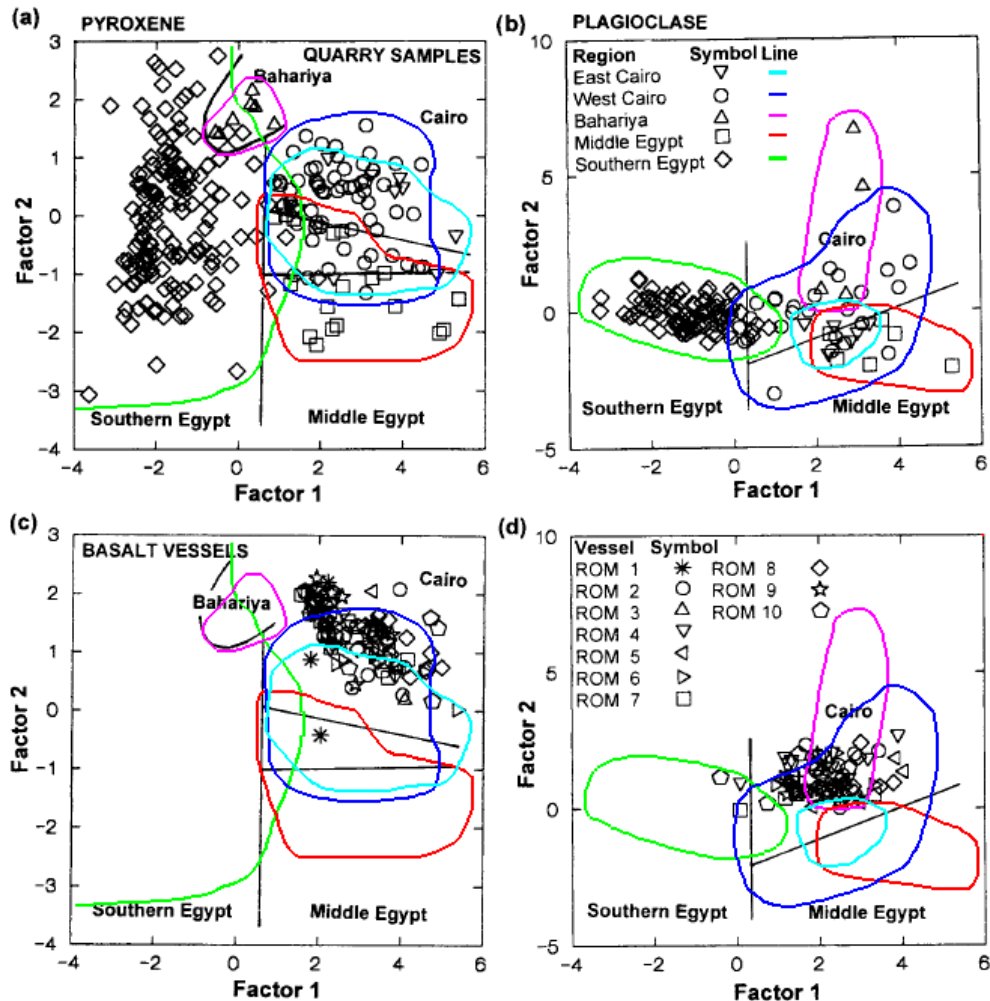 (a)
PYROXENE
QUARRY SAMPLES
Bahariya
Cairo
Southern Egypt
Middle Egypt
3
2
1
0
-1
-2
-3
-4
Factor 2
-4 -2 0 2 4 6
Factor 1
(b)
PLAGIOCLASE
Region Symbol Line
East Cairo
West Cairo
Bahariya
Middle Egypt
Southern Egypt
Cairo
Southern Egypt
Middle Egypt
10
5
0
-5
Factor 2
-4 -2 0 2 4 6
Factor 1
(c)
BASALT VESSELS
Cairo
Bahariya
Southern Egypt
Middle Egypt
3
2
1
0
-1
-2
-3
-4
Factor 2
-4 -2 0 2 4 6
Factor 1
(d)
Vessel Symbol
ROM 1 ROM 8
ROM 2 ROM 9
ROM 3 ROM 10
ROM 4
ROM 5
ROM 6
ROM 7
Cairo
Southern Egypt
Middle Egypt
10
5
0
-5
Factor 2
-4 -2 0 2 4 6
Factor 1